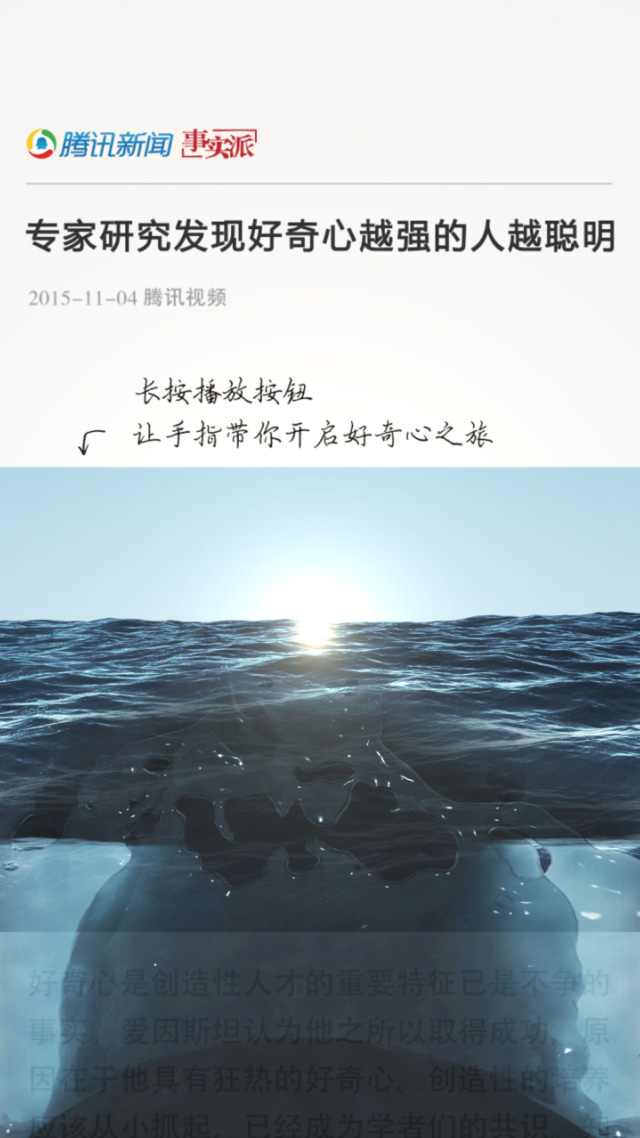 腾讯新闻 事实派
专家研究发现好奇心越强的人越聪明
2015-11-04 腾讯视频
长按播放按钮
让手指带你开启好奇心之旅
好奇心是创造性人才的重要特征已是不争的
事实。爱因斯坦认为他之所以取得成功，原
因在于他具有狂热的好奇心。创造性的培养
应该从小抓起，已经成为学者们的共识。